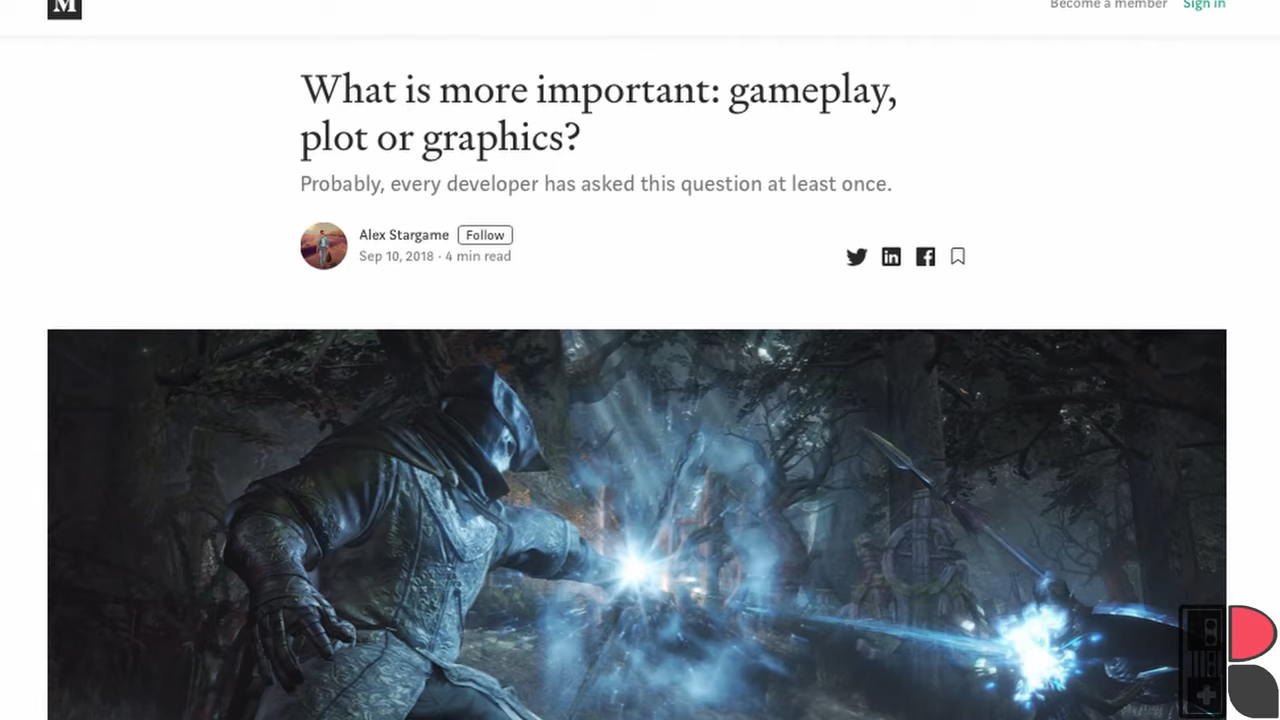 M
Become a member Sign in
What is more important: gameplay,
plot or graphics?
Probably, every developer has asked this question at least once.
Alex Stargame Follow
Sep 10, 2018 · 4 min read